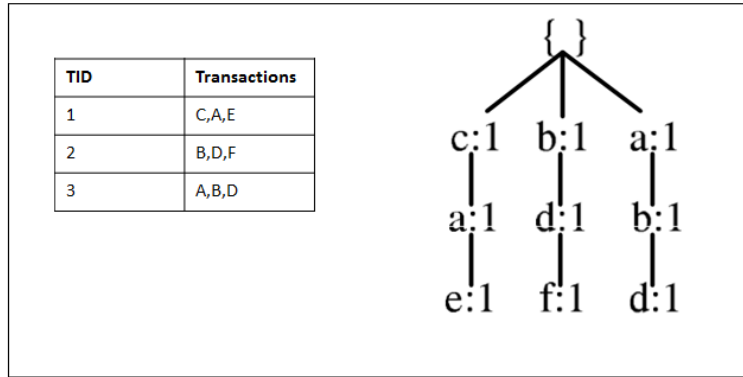 { }
TID Transactions
1 C,A,E
2 B,D,F
3 A,B,D
c:1 b:1 a:1
a:1 d:1 b:1
e:1 f:1 d:1